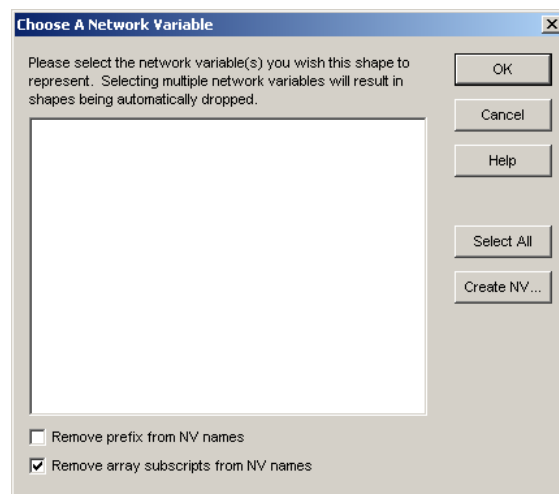 Choose A Network Variable
Please select the network variable(s) you wish this shape to
represent. Selecting multiple network variables will result in
shapes being automatically dropped.
OK
Cancel
Help
Select All
Create NV...
Remove prefix from NV names
Remove array subscripts from NV names